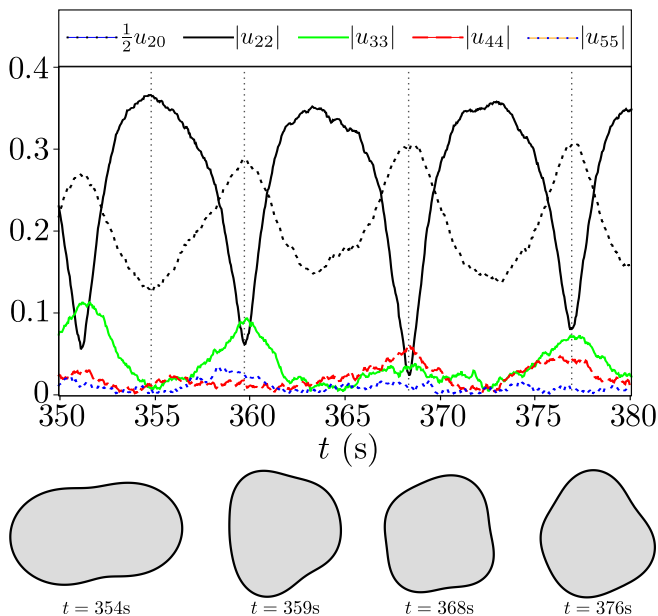 ½u₂₀ |u₂₂| |u₃₃| |u₄₄| |u₅₅|
0.4
0.3
0.2
0.1
0
350 355 360 365 370 375 380
t (s)
t = 354s t = 359s t = 368s t = 376s